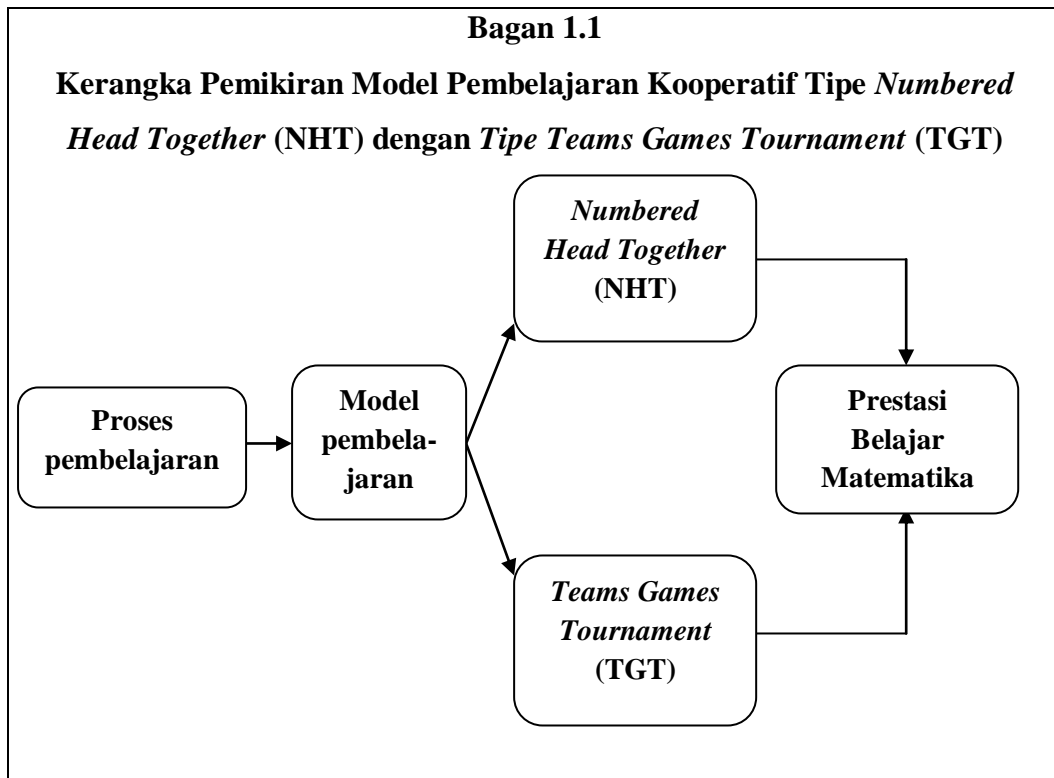 Bagan 1.1
Kerangka Pemikiran Model Pembelajaran Kooperatif Tipe Numbered
Head Together (NHT) dengan Tipe Teams Games Tournament (TGT)
Numbered
Head Together
(NHT)
Proses
pembelajaran
Model
pembela-
jaran
Prestasi
Belajar
Matematika
Teams Games
Tournament
(TGT)